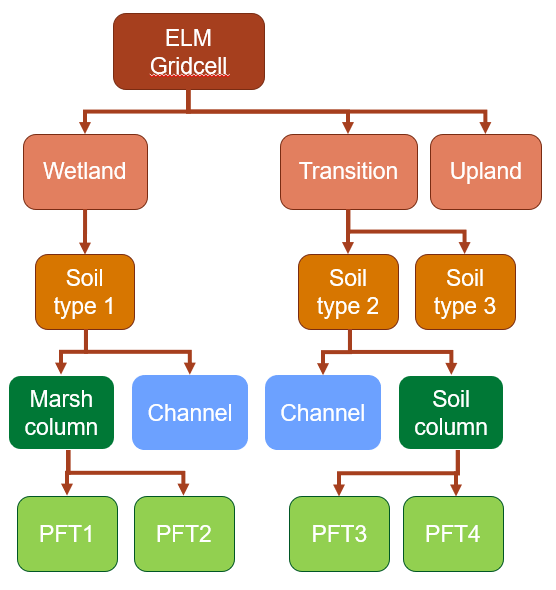 ELM
Gridcell
Wetland
Transition
Upland
Soil
type 1
Soil
type 2
Soil
type 3
Marsh
column
Channel
Channel
Soil
column
PFT1
PFT2
PFT3
PFT4